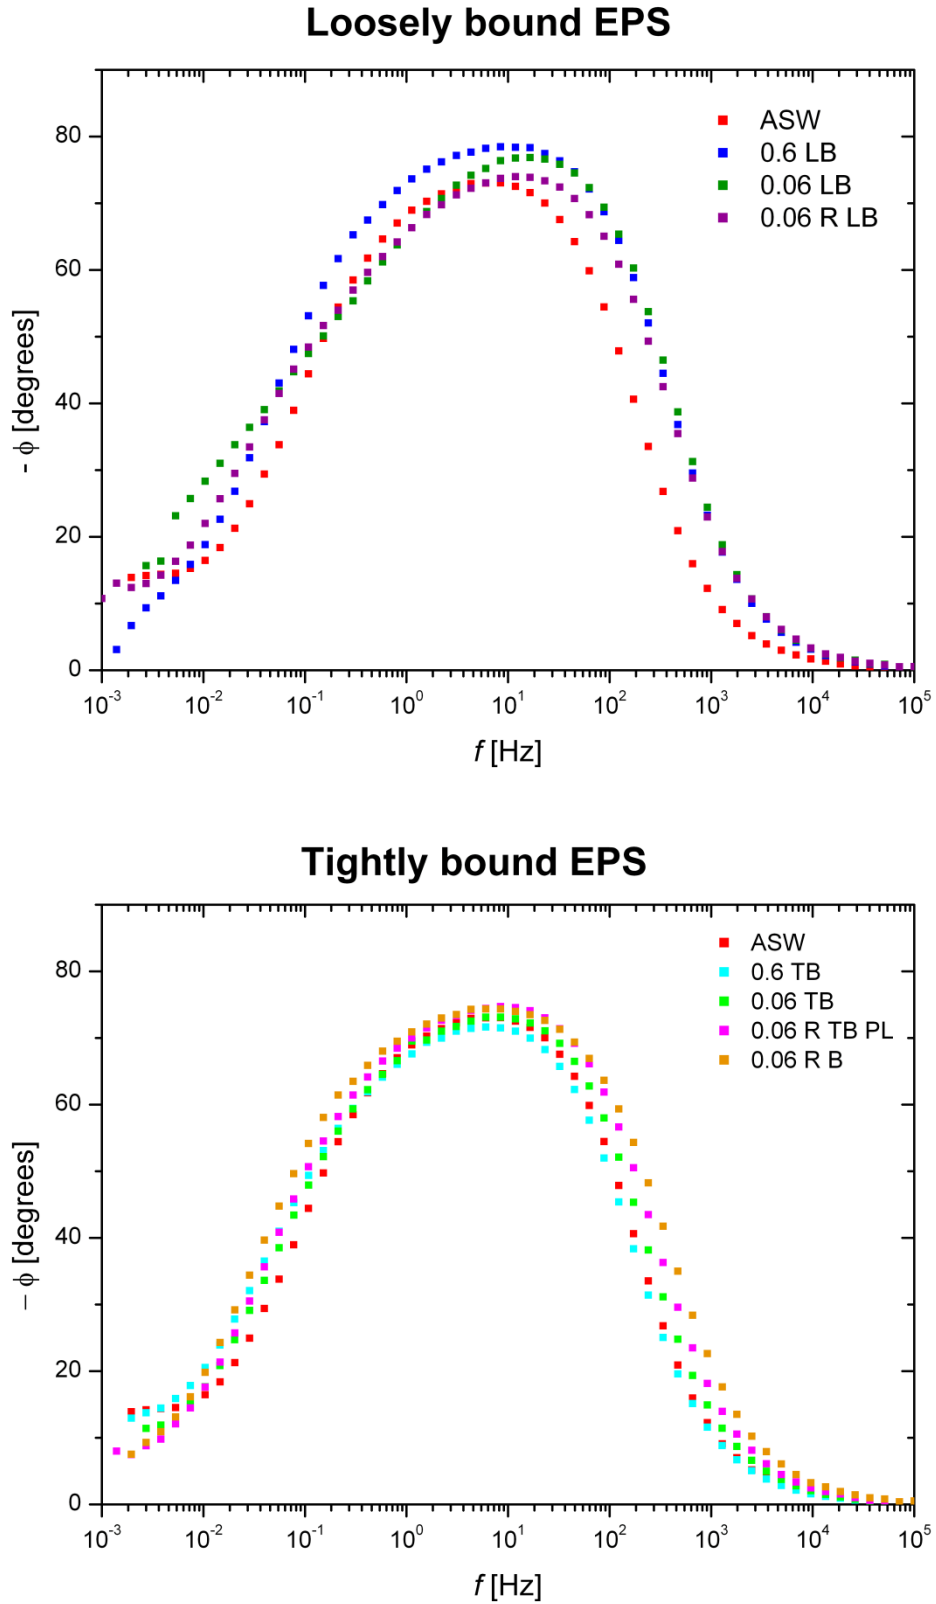 Loosely bound EPS
80
60
40
20
0
- ϕ [degrees]
ASW
0.6 LB
0.06 LB
0.06 R LB
10⁻³ 10⁻² 10⁻¹ 10⁰ 10¹ 10² 10³ 10⁴ 10⁵
f [Hz]
Tightly bound EPS
80
60
40
20
0
– ϕ [degrees]
ASW
0.6 TB
0.06 TB
0.06 R TB PL
0.06 R B
10⁻³ 10⁻² 10⁻¹ 10⁰ 10¹ 10² 10³ 10⁴ 10⁵
f [Hz]